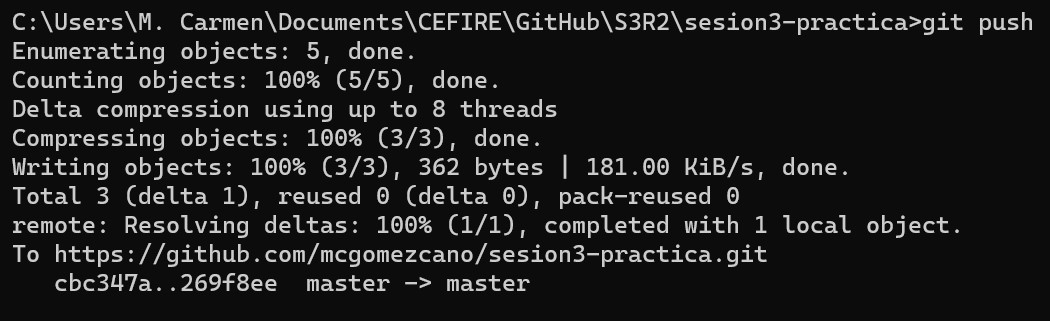 C:\Users\M. Carmen\Documents\CEFIRE\GitHub\S3R2\sesion3-practica>git push
Enumerating objects: 5, done.
Counting objects: 100% (5/5), done.
Delta compression using up to 8 threads
Compressing objects: 100% (3/3), done.
Writing objects: 100% (3/3), 362 bytes | 181.00 KiB/s, done.
Total 3 (delta 1), reused 0 (delta 0), pack-reused 0
remote: Resolving deltas: 100% (1/1), completed with 1 local object.
To https://github.com/mcgomezcano/sesion3-practica.git
   cbc347a..269f8ee  master -> master